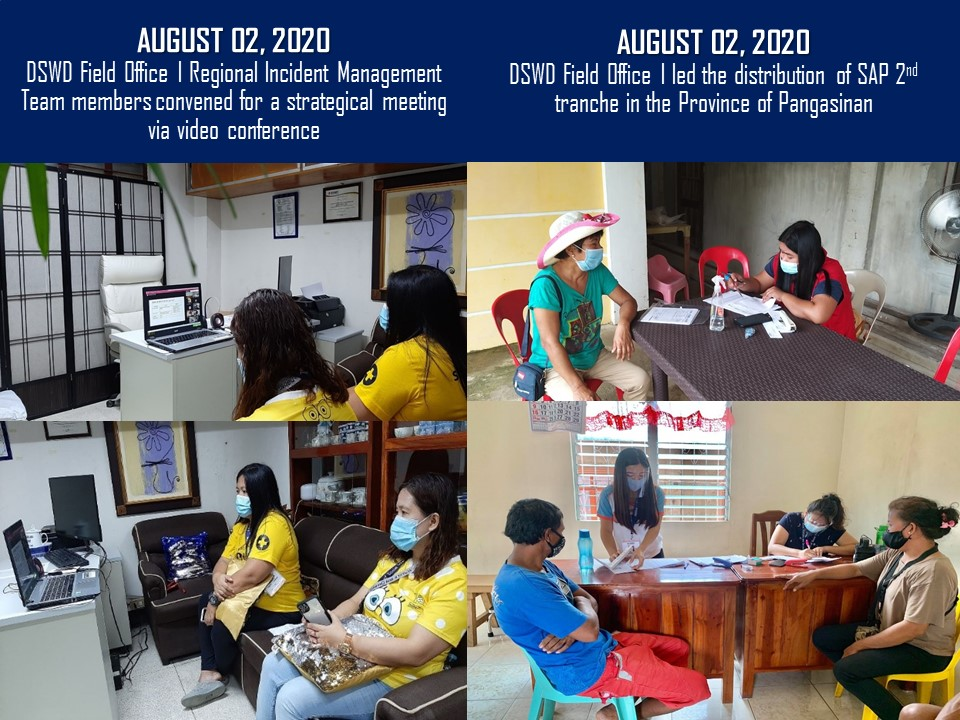 AUGUST 02, 2020
DSWD Field Office I Regional Incident Management
Team members convened for a strategical meeting
via video conference
AUGUST 02, 2020
DSWD Field Office I led the distribution of SAP 2nd
tranche in the Province of Pangasinan